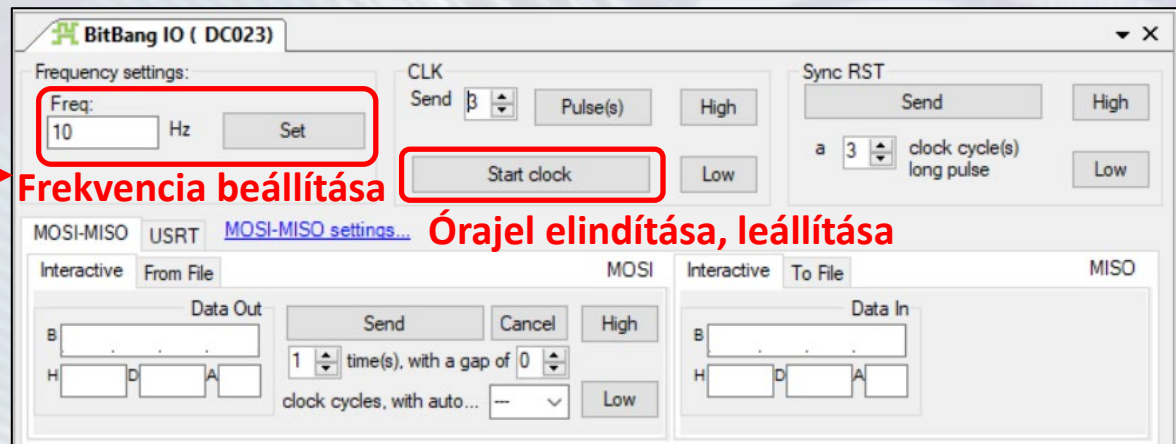 BitBang IO ( DC023)
Frequency settings:
Freq:
10 Hz Set
Frekvencia beállítása
CLK
Send 3 Pulse(s) High
Start clock Low
Órajel elindítása, leállítása
Sync RST
Send High
a 3 clock cycle(s) long pulse Low
MOSI-MISO USRT MOSI-MISO settings...
Interactive From File MOSI
Data Out
B . . .
H D A
Send Cancel High
1 time(s), with a gap of 0
clock cycles, with auto... --- Low
Interactive To File MISO
Data In
B . . .
H D A